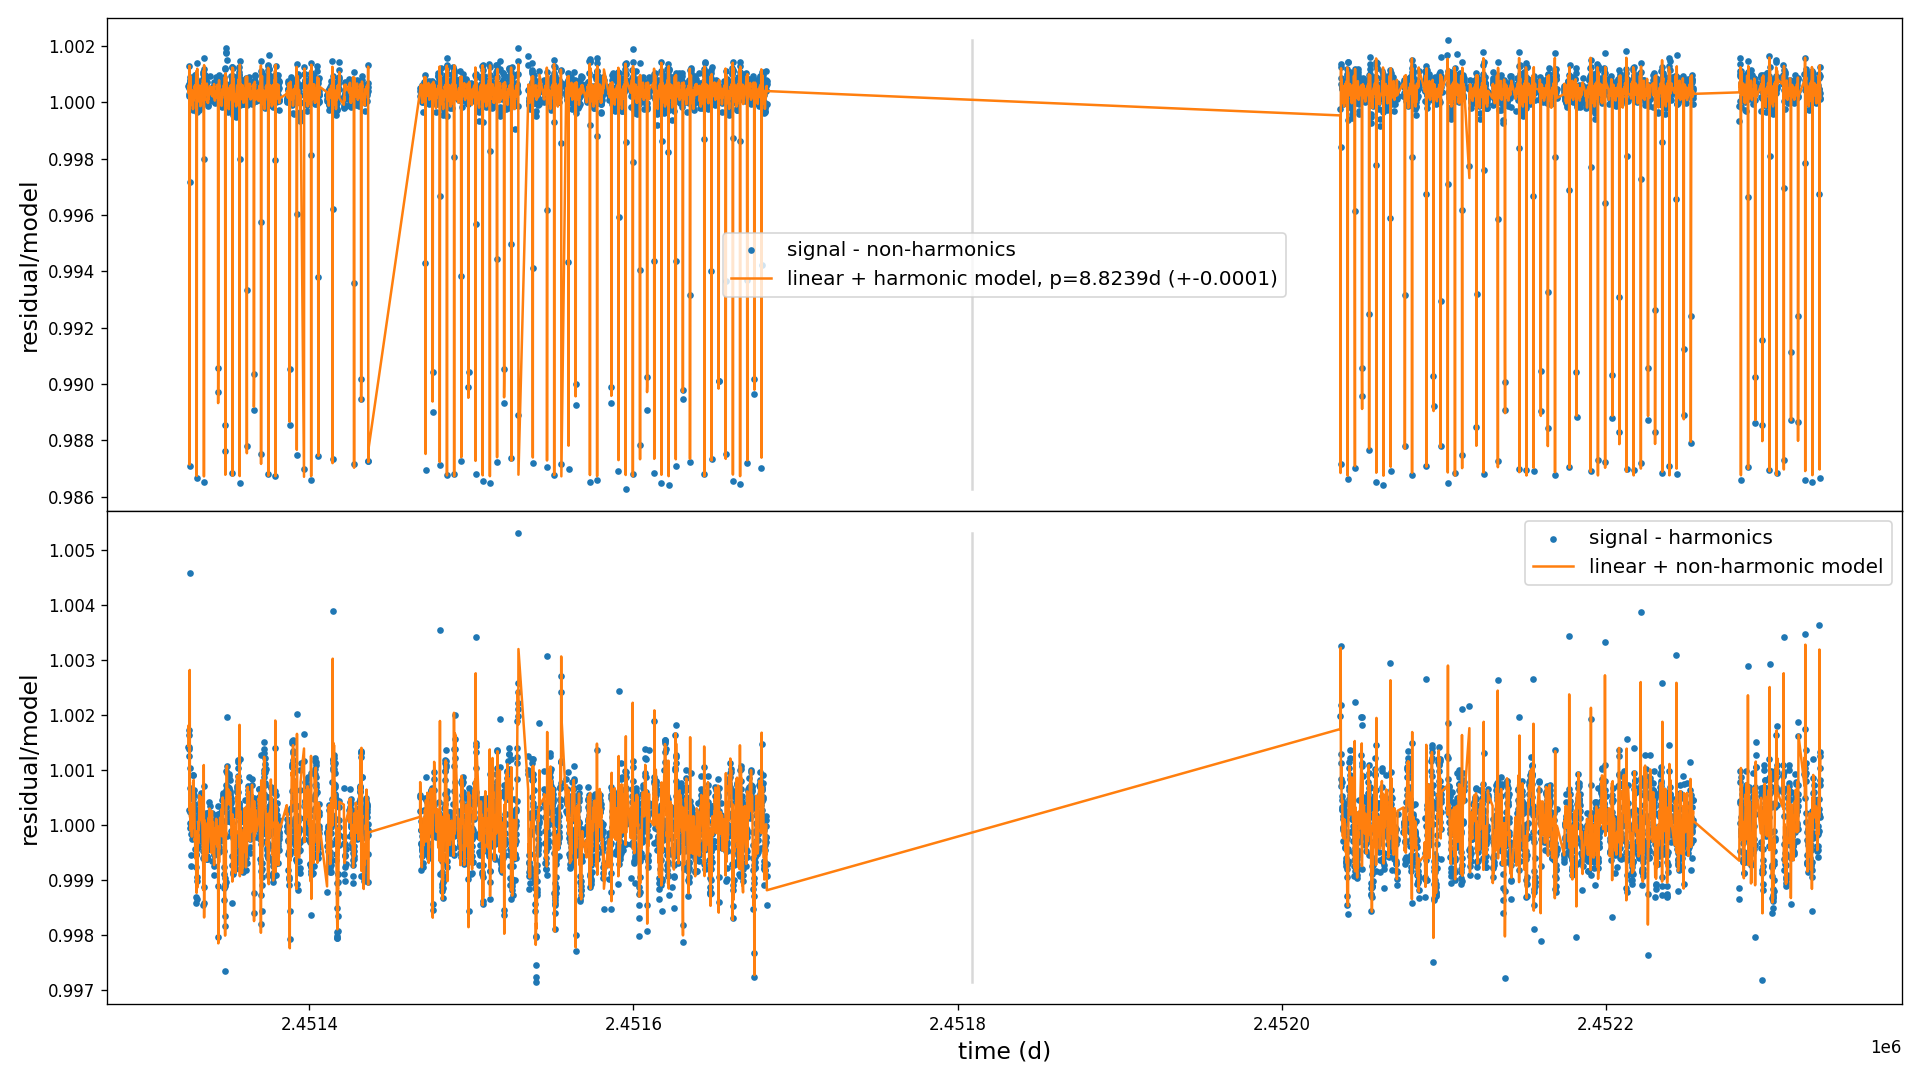 1.002
1.000
0.998
0.996
0.994
0.992
0.990
0.988
0.986
residual/model
signal - non-harmonics
linear + harmonic model, p=8.8239d (+-0.0001)
1.005
1.004
1.003
1.002
1.001
1.000
0.999
0.998
0.997
residual/model
signal - harmonics
linear + non-harmonic model
2.4514
2.4516
2.4518
2.4520
2.4522
1e6
time (d)